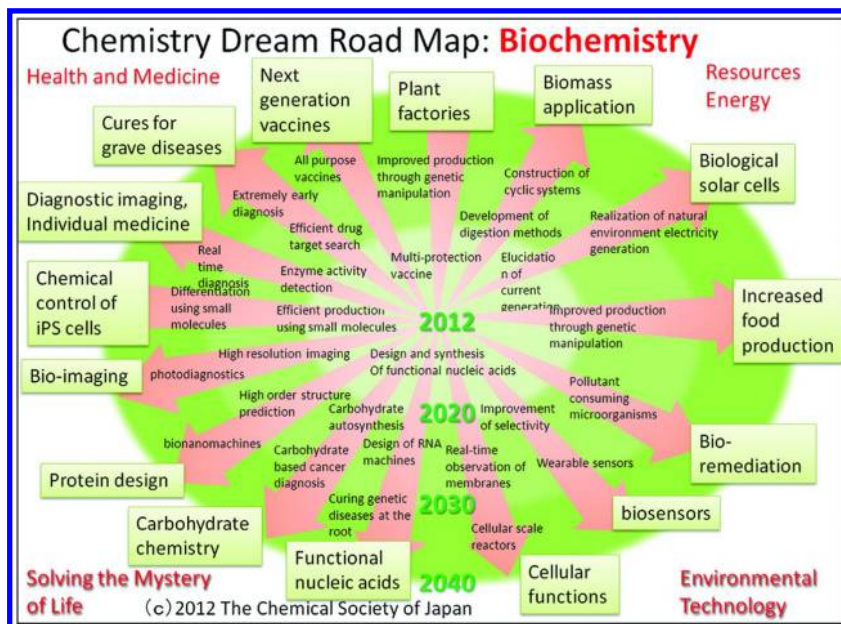 Chemistry Dream Road Map: Biochemistry
Health and Medicine
Resources
Energy
Next
generation
vaccines
Plant
factories
Biomass
application
Cures for
grave diseases
Biological
solar cells
Diagnostic imaging,
Individual medicine
Chemical
control of
iPS cells
Increased
food
production
Bio-imaging
Bio-
remediation
Protein design
biosensors
Carbohydrate
chemistry
Functional
nucleic acids
Cellular
functions
All purpose
vaccines
Improved production
through genetic
manipulation
Construction of
cyclic systems
Extremely early
diagnosis
Efficient drug
target search
Development of
digestion methods
Realization of natural
environment electricity
generation
Real
time
diagnosis
Enzyme activity
detection
Multi-protection
vaccine
Elucidatio
n of
current
generation
Differentiation
using small
molecules
Efficient production
using small molecules
2012
Improved production
through genetic
manipulation
High resolution imaging
photodiagnostics
Design and synthesis
Of functional nucleic acids
High order structure
prediction
Pollutant
consuming
microorganisms
Carbohydrate
autosynthesis
2020
Improvement
of selectivity
bionanomachines
Carbohydrate
based cancer
diagnosis
Design of RNA
machines
Real-time
observation of
membranes
Wearable sensors
Curing genetic
diseases at the
root
2030
Cellular scale
reactors
2040
Solving the Mystery
of Life
Environmental
Technology
(c) 2012 The Chemical Society of Japan